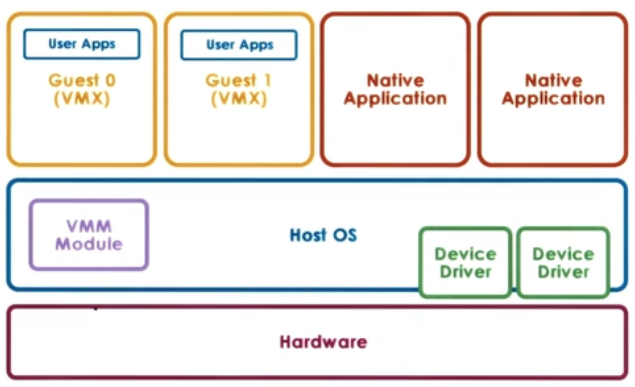 User Apps
Guest 0
(VMX)
User Apps
Guest 1
(VMX)
Native
Application
Native
Application
VMM
Module
Host OS
Device
Driver
Device
Driver
Hardware